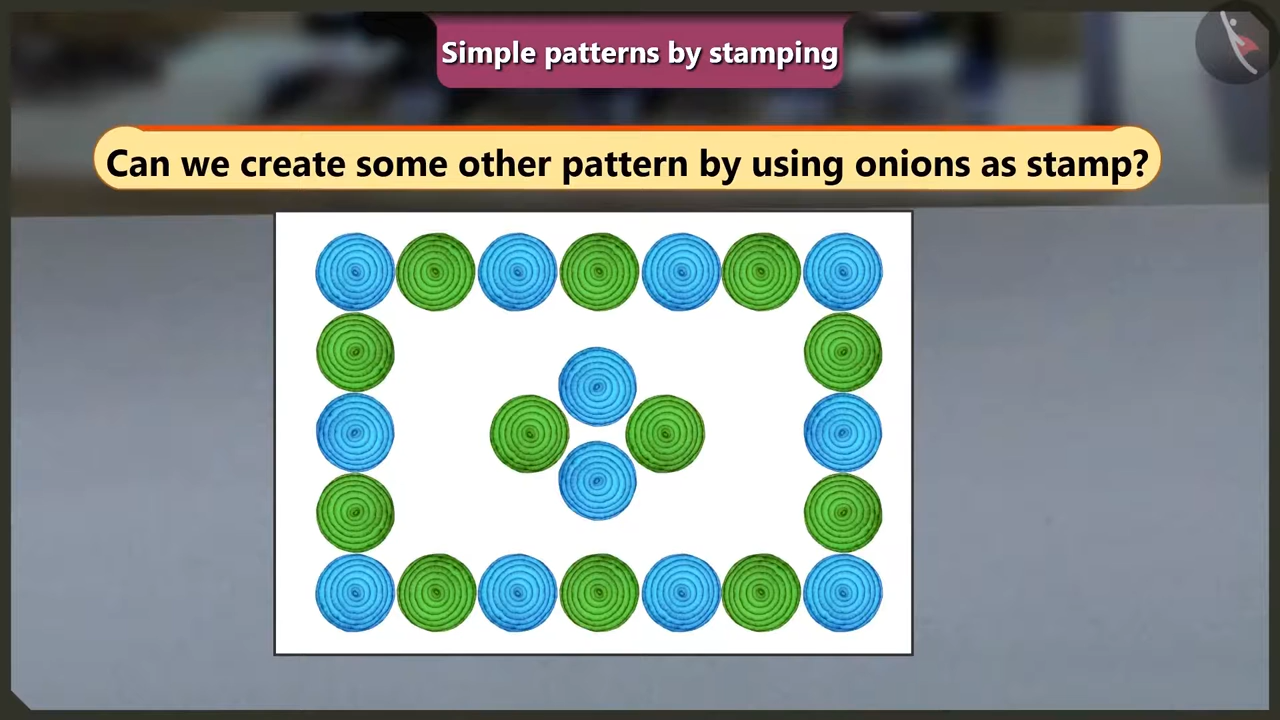 Simple patterns by stamping
Can we create some other pattern by using onions as stamp?